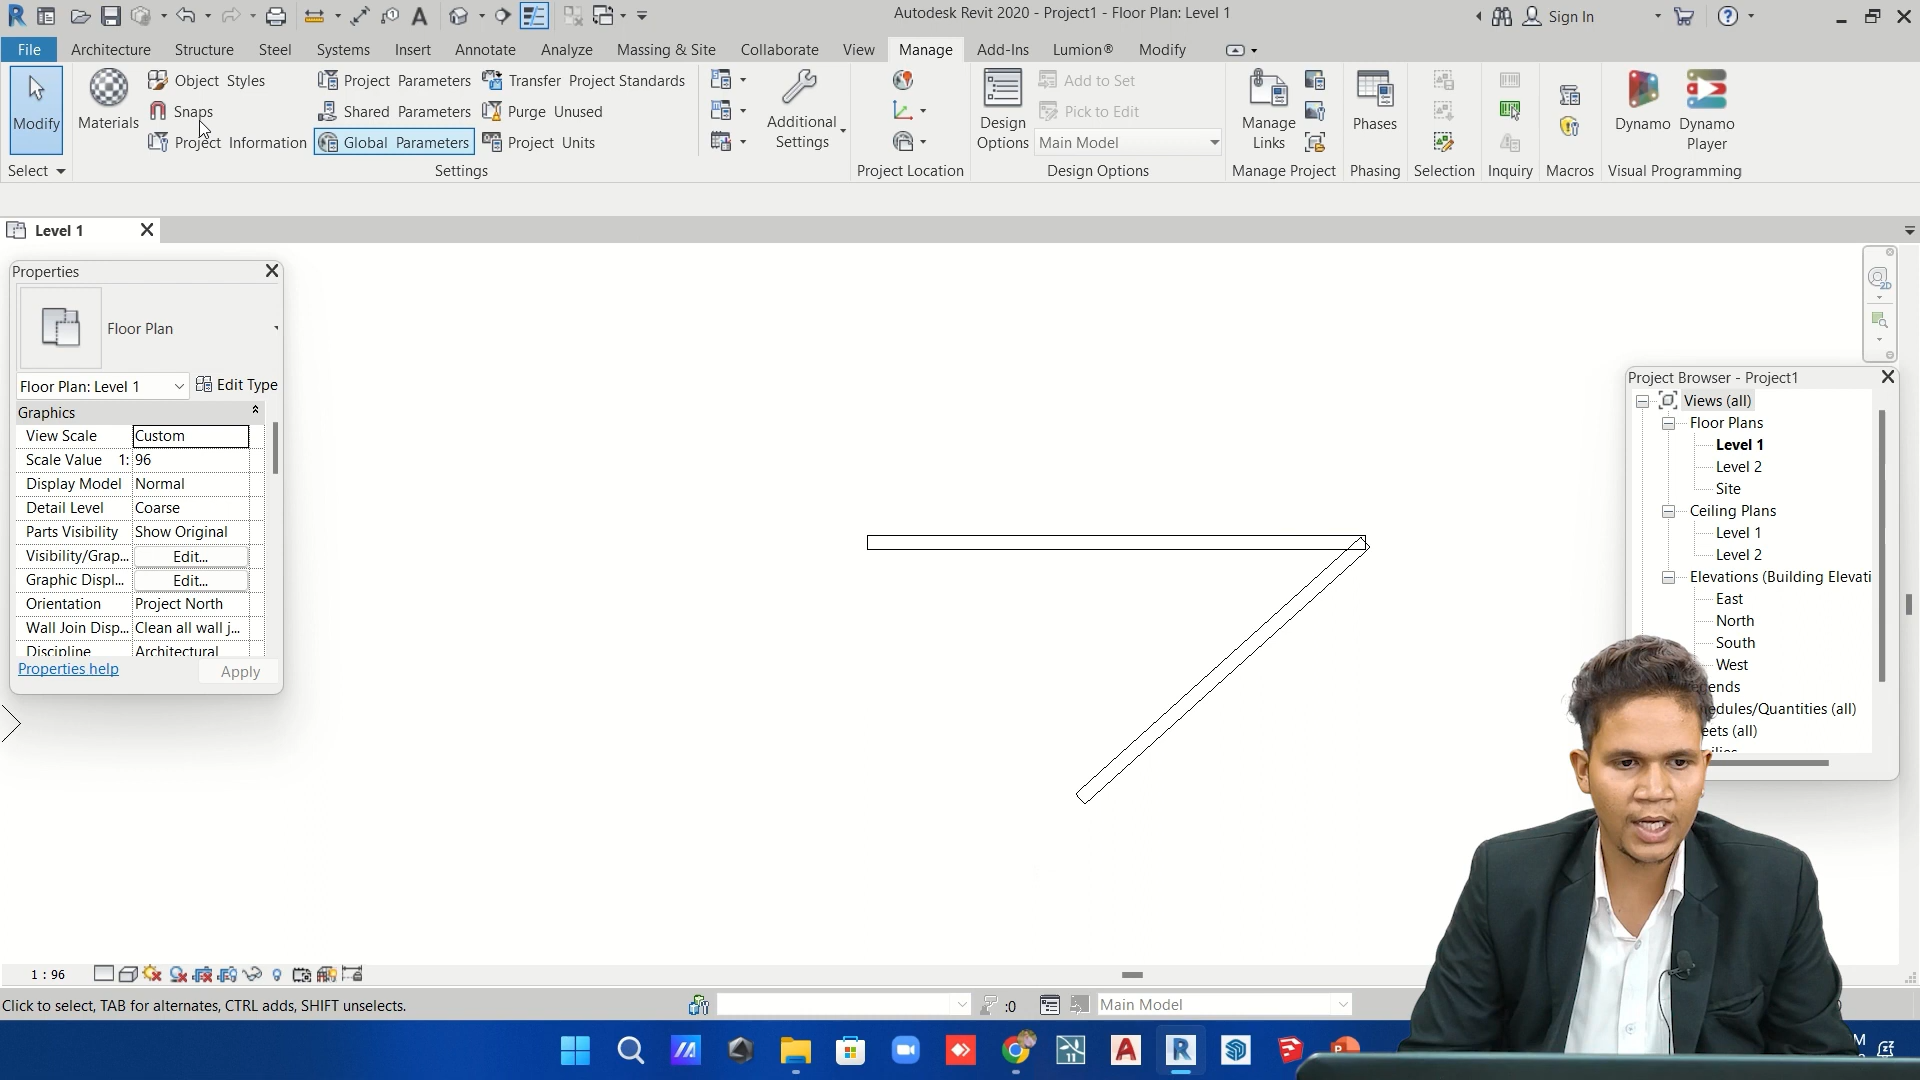 Autodesk Revit 2020 - Project1 - Floor Plan: Level 1
Sign In
File Architecture Structure Steel Systems Insert Annotate Analyze Massing & Site Collaborate View Manage Add-Ins Lumion® Modify
Modify
Materials
Object Styles
Snaps
Project Information
Project Parameters
Shared Parameters
Global Parameters
Transfer Project Standards
Purge Unused
Project Units
Additional
Settings
Design
Options
Add to Set
Pick to Edit
Main Model
Manage
Links
Phases
Dynamo
Dynamo
Player
Select Settings Project Location Design Options Manage Project Phasing Selection Inquiry Macros Visual Programming
Level 1
Properties
Floor Plan
Floor Plan: Level 1
Edit Type
Graphics
View Scale Custom
Scale Value 1: 96
Display Model Normal
Detail Level Coarse
Parts Visibility Show Original
Visibility/Grap... Edit...
Graphic Displ... Edit...
Orientation Project North
Wall Join Disp... Clean all wall j...
Discipline Architectural
Properties help
Apply
2D
Project Browser - Project1
Views (all)
Floor Plans
Level 1
Level 2
Site
Ceiling Plans
Level 1
Level 2
Elevations (Building Elevati
East
North
South
West
ends
edules/Quantities (all)
eets (all)
1 : 96
Click to select, TAB for alternates, CTRL adds, SHIFT unselects.
:0
Main Model
11
A
R
P
M